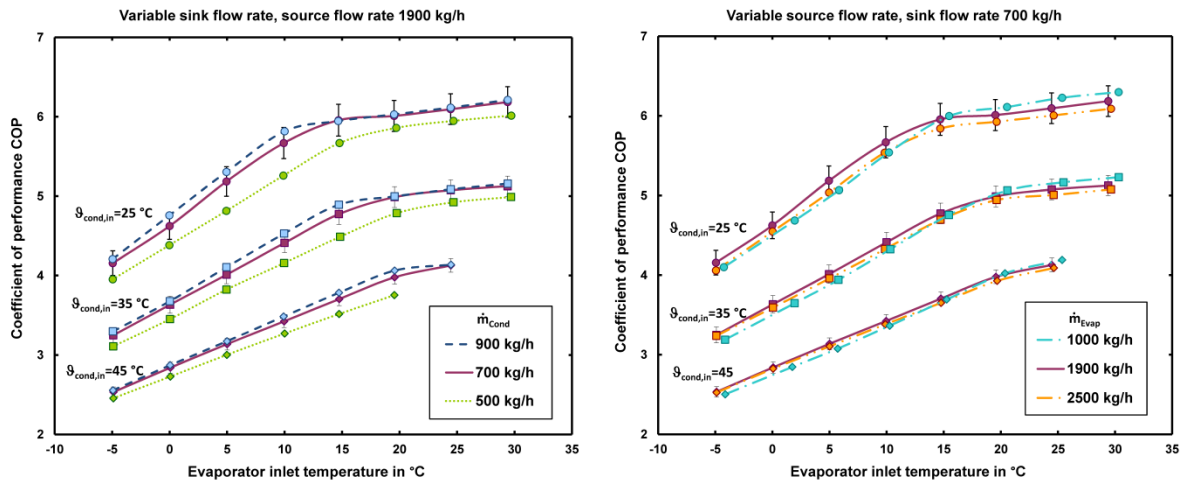 Variable sink flow rate, source flow rate 1900 kg/h
7
6
5
4
3
2
Coefficient of performance COP
-10
-5
0
5
10
15
20
25
30
35
Evaporator inlet temperature in °C
ϑcond,in=25 °C
ϑcond,in=35 °C
ϑcond,in=45 °C
ṁCond
900 kg/h
700 kg/h
500 kg/h
Variable source flow rate, sink flow rate 700 kg/h
7
6
5
4
3
2
Coefficient of performance COP
-10
-5
0
5
10
15
20
25
30
35
Evaporator inlet temperature in °C
ϑcond,in=25 °C
ϑcond,in=35 °C
ϑcond,in=45
ṁEvap
1000 kg/h
1900 kg/h
2500 kg/h